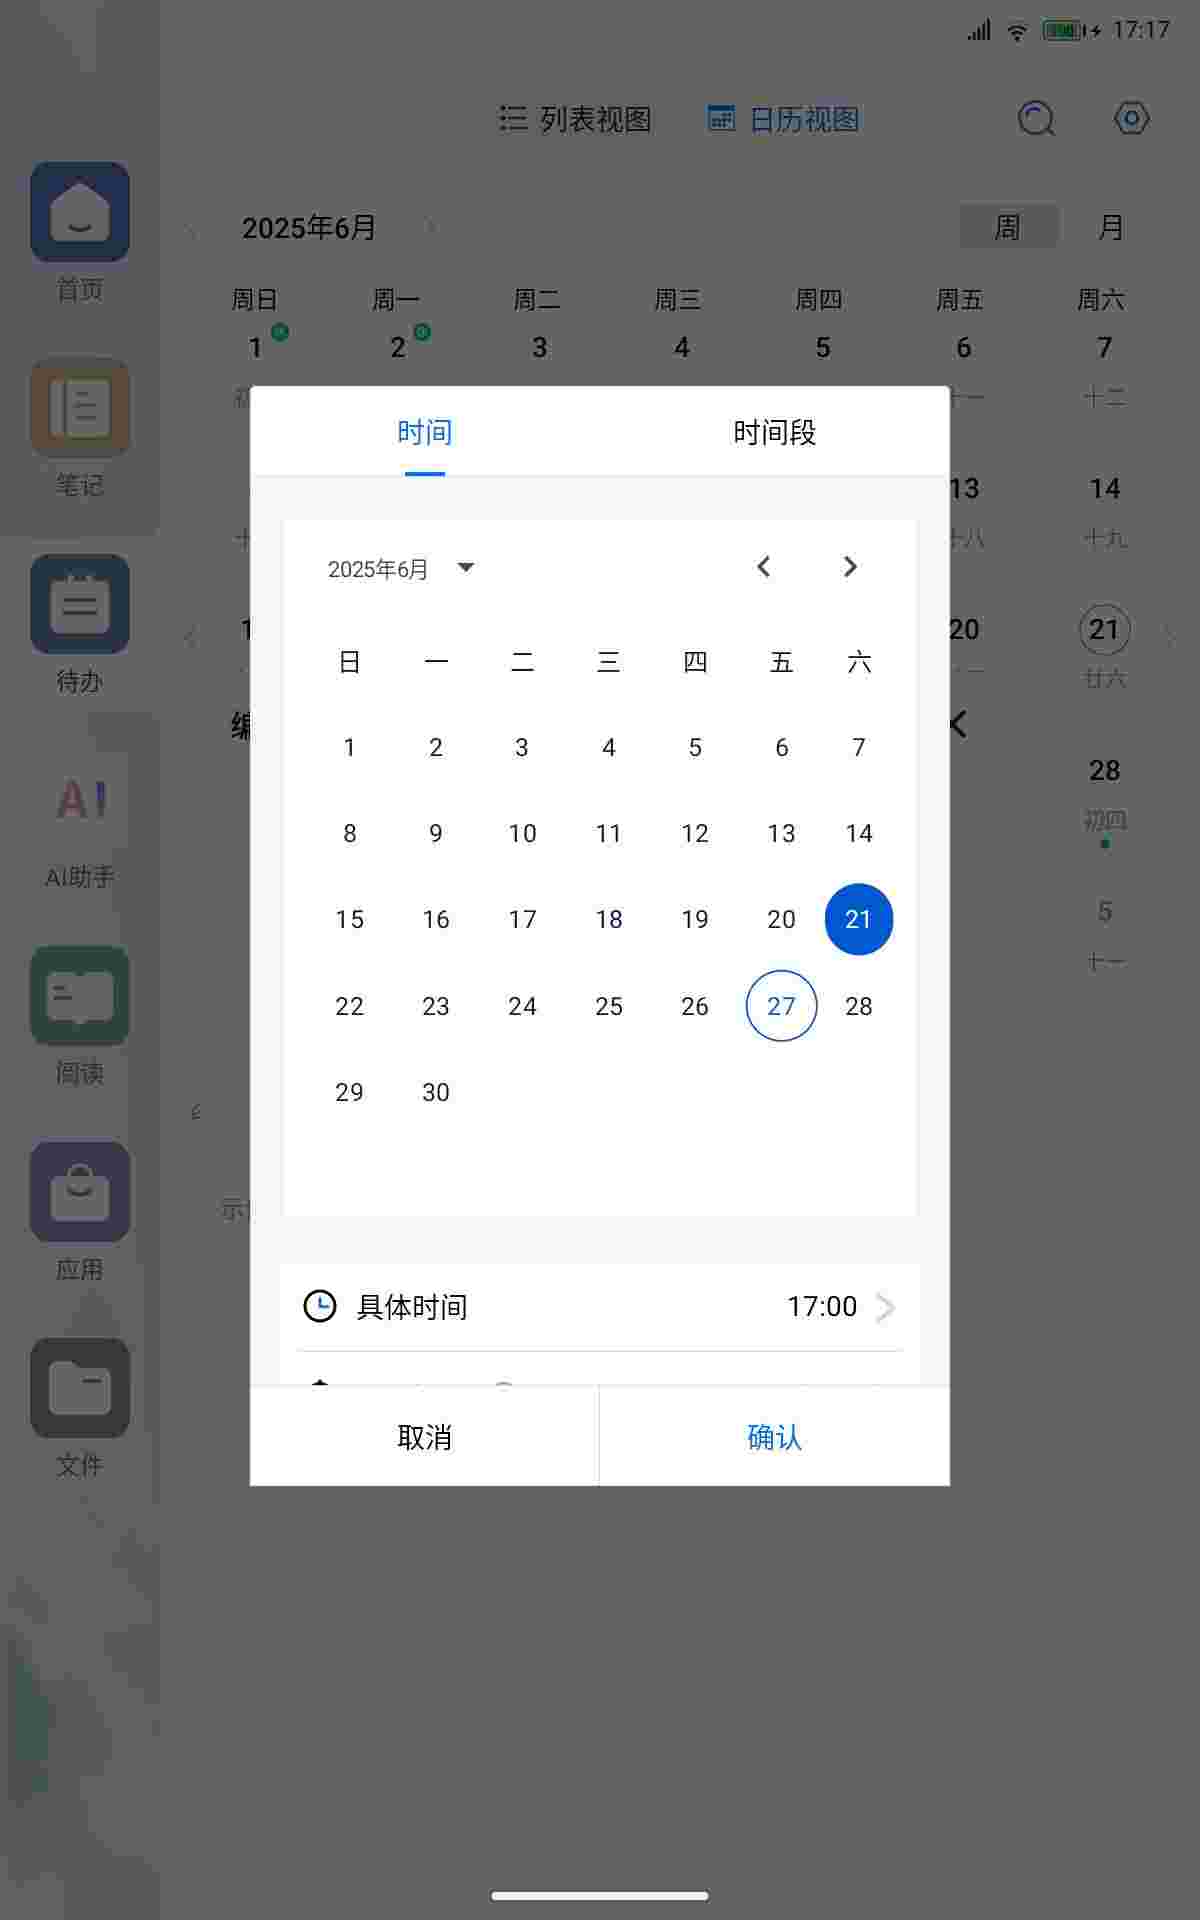 17:17
列表视图 日历视图
首页
2025年6月 周 月
周日 周一 周二 周三 周四 周五 周六
1 2 3 4 5 6 7
十一 十二
时间 时间段
笔记
13 14
十八 十九
2025年6月
20 21
廿六
日 一 二 三 四 五 六
待办
编
1 2 3 4 5 6 7
28
初四
AI
AI助手
8 9 10 11 12 13 14
15 16 17 18 19 20 21
5
十一
22 23 24 25 26 27 28
阅读
29 30
示
应用
具体时间 17:00
取消 确认
文件